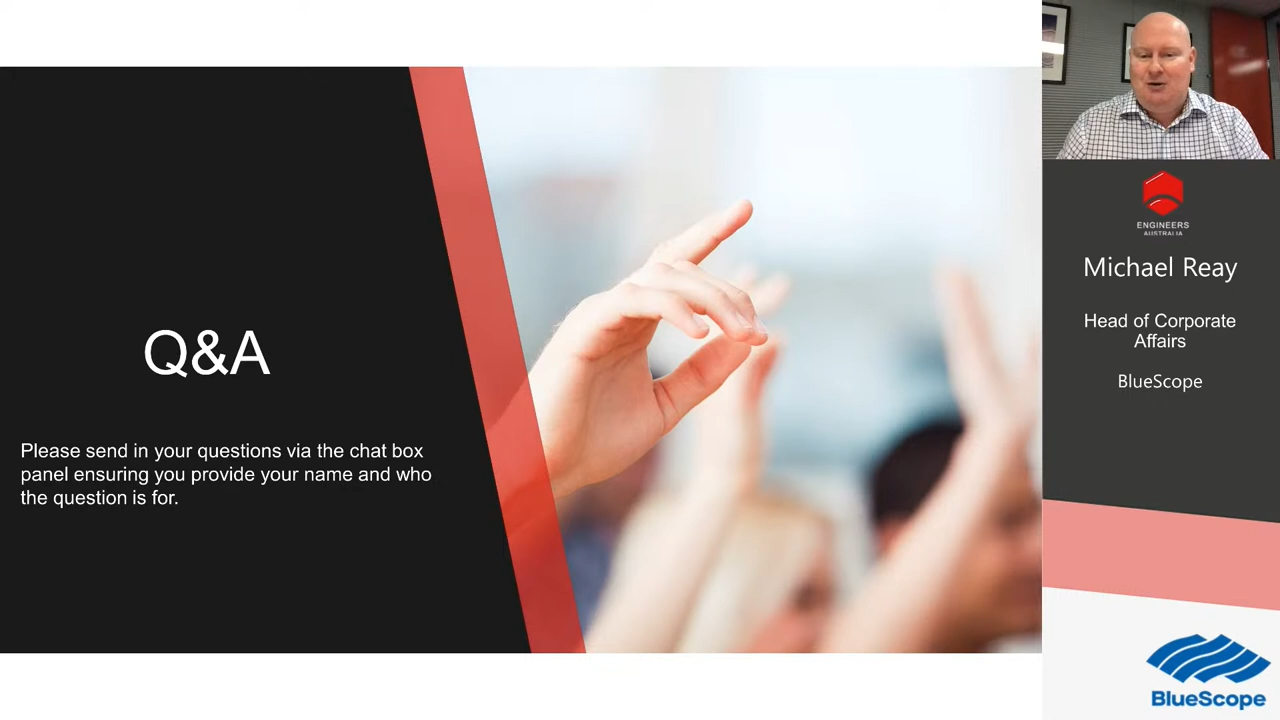 Q&A
Please send in your questions via the chat box
panel ensuring you provide your name and who
the question is for.
ENGINEERS
AUSTRALIA
Michael Reay
Head of Corporate
Affairs
BlueScope
BlueScope